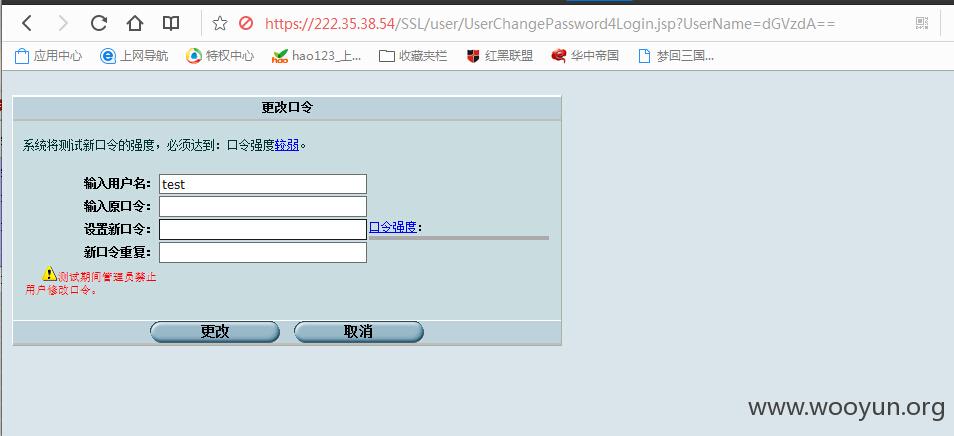 https://222.35.38.54/SSL/user/UserChangePassword4Login.jsp?UserName=dGVzdA==
应用中心 上网导航 特权中心 hao123_上... 收藏夹栏 红黑联盟 华中帝国 梦回三国...
更改口令
系统将测试新口令的强度，必须达到：口令强度较弱。
输入用户名： test
输入原口令：
设置新口令： 口令强度：
新口令重复：
测试期间管理员禁止
用户修改口令。
更改 取消
www.wooyun.org